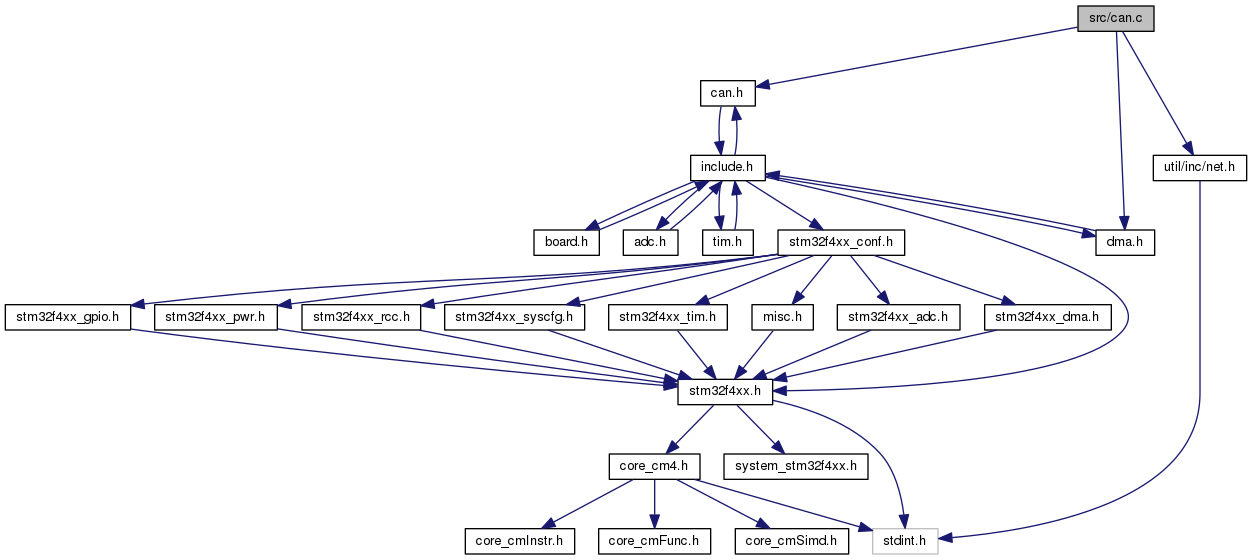 src/can.c
can.h
include.h
util/inc/net.h
board.h
adc.h
tim.h
stm32f4xx_conf.h
dma.h
stm32f4xx_gpio.h
stm32f4xx_pwr.h
stm32f4xx_rcc.h
stm32f4xx_syscfg.h
stm32f4xx_tim.h
misc.h
stm32f4xx_adc.h
stm32f4xx_dma.h
stm32f4xx.h
core_cm4.h
system_stm32f4xx.h
core_cmInstr.h
core_cmFunc.h
core_cmSimd.h
stdint.h